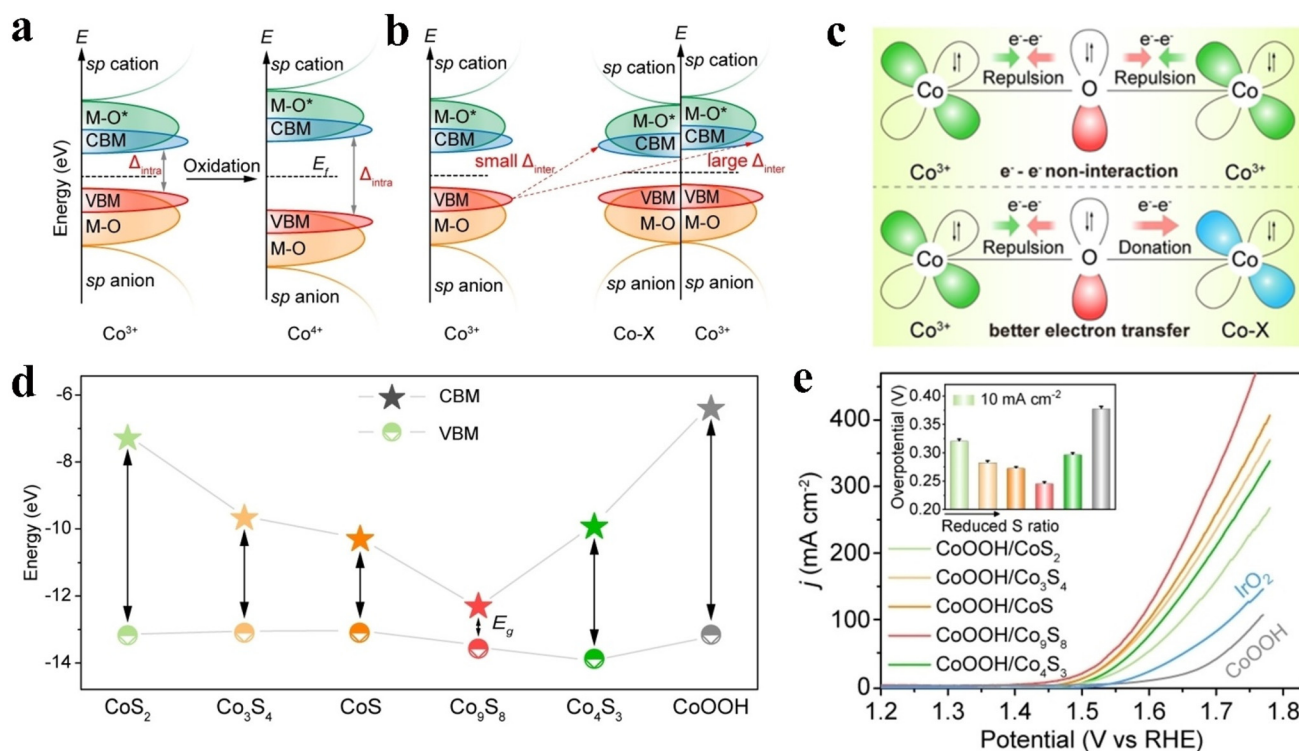 a
E
sp cation
M-O*
CBM
Δintra
VBM
M-O
sp anion
Co3+
Oxidation
E
sp cation
M-O*
CBM
Ef
Δintra
VBM
M-O
sp anion
Co4+
Energy (eV)
b
E
sp cation
M-O*
CBM
VBM
M-O
sp anion
Co3+
small Δinter
large Δinter
E
sp cation
M-O* M-O*
CBM CBM
VBM VBM
M-O M-O
sp anion
Co-X Co3+
Energy (eV)
c
e--e- e--e-
Co Repulsion O Repulsion Co
Co3+ e- - e- non-interaction Co3+
e--e- e--e-
Co Repulsion O Donation Co
Co3+ better electron transfer Co-X
d
Energy (eV)
-6
-8
-10
-12
-14
CBM
VBM
Eg
CoS2 Co3S4 CoS Co9S8 Co4S3 CoOOH
e
j (mA cm-2)
400
300
200
100
0
Overpotential (V)
0.40
0.35
0.30
0.25
0.20
10 mA cm-2
Reduced S ratio
CoOOH/CoS2
CoOOH/Co3S4
CoOOH/CoS
CoOOH/Co9S8
CoOOH/Co4S3
IrO2
CoOOH
1.2 1.3 1.4 1.5 1.6 1.7 1.8
Potential (V vs RHE)